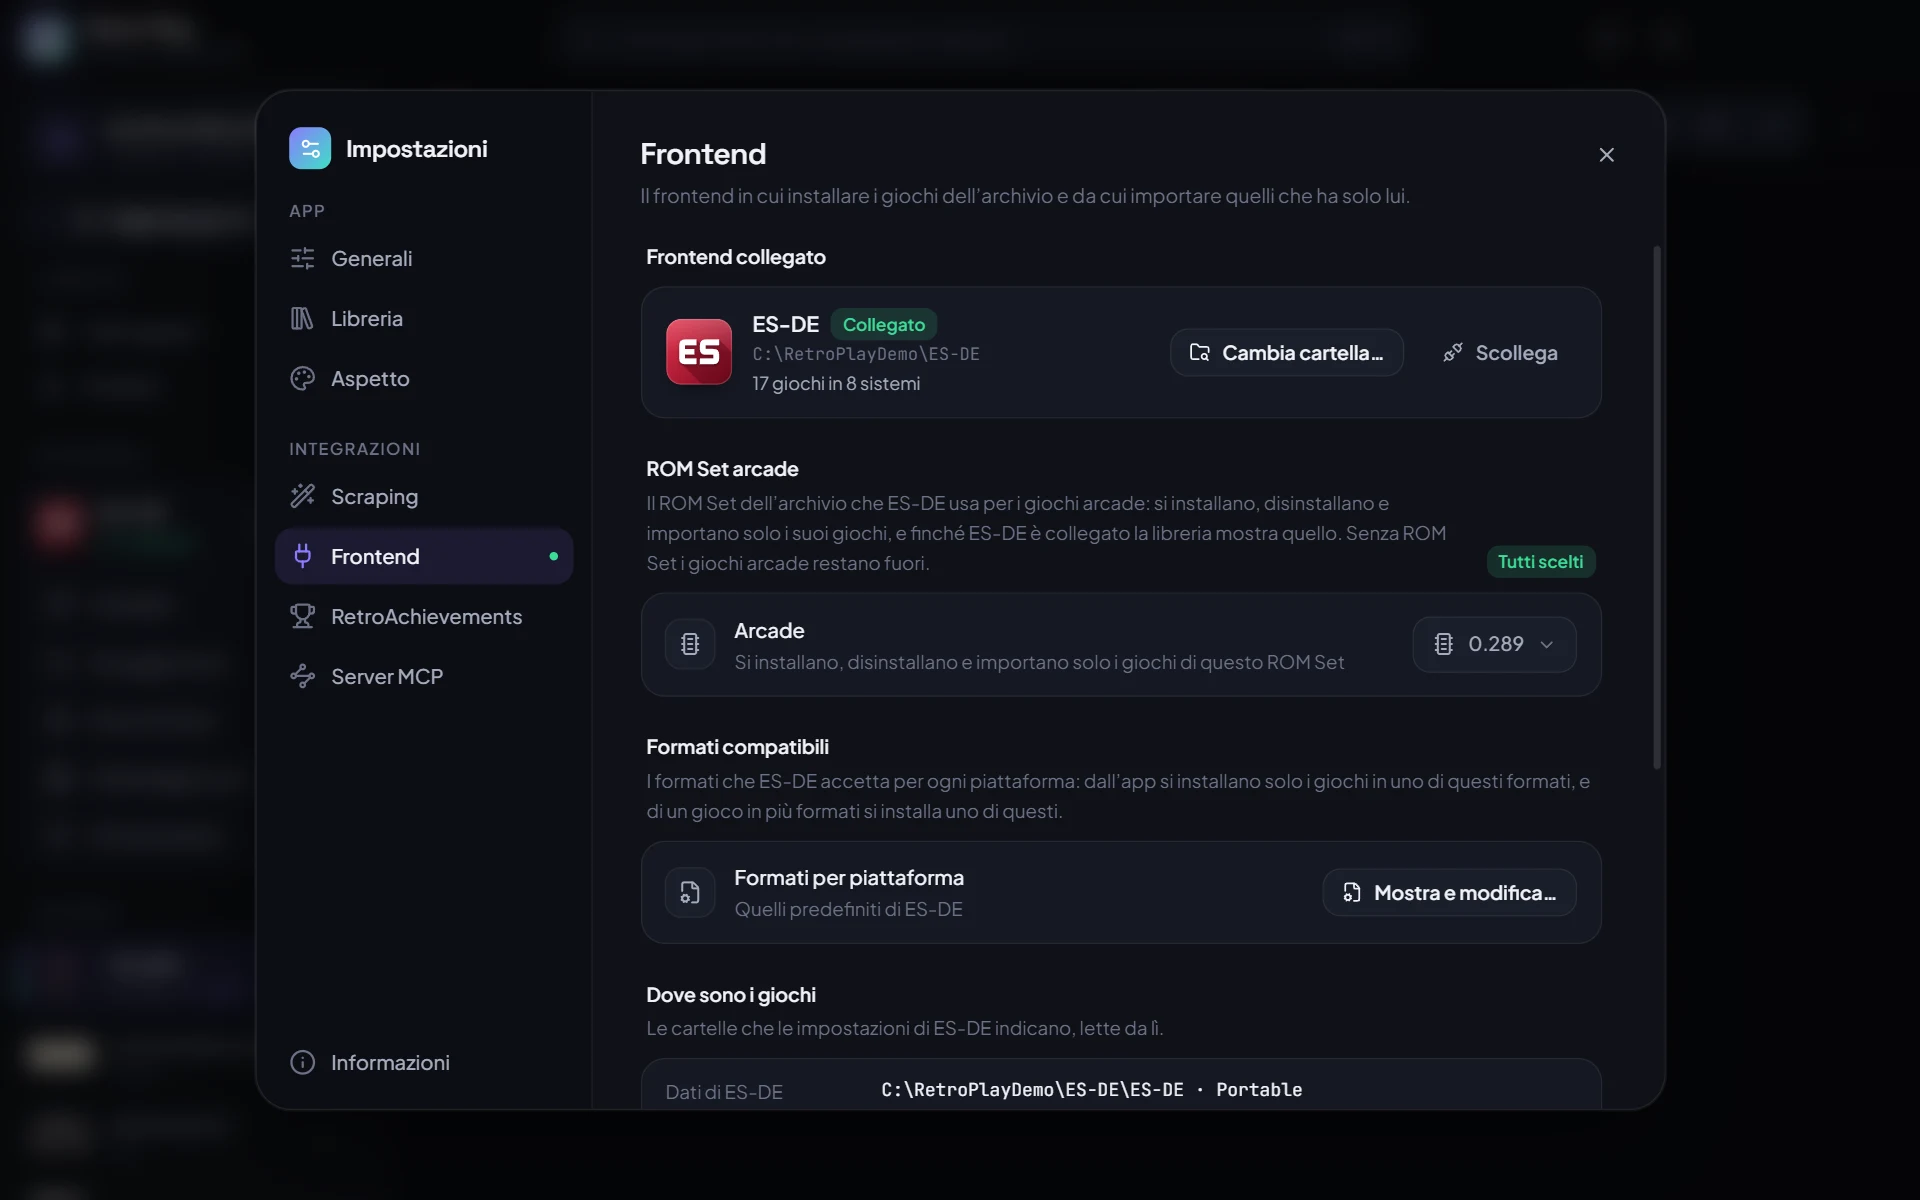 Impostazioni
APP
Generali
Libreria
Aspetto
INTEGRAZIONI
Scraping
Frontend
RetroAchievements
Server MCP
Informazioni
Frontend
Il frontend in cui installare i giochi dell’archivio e da cui importare quelli che ha solo lui.
Frontend collegato
ES
ES-DE
Collegato
C:\RetroPlayDemo\ES-DE
17 giochi in 8 sistemi
Cambia cartella…
Scollega
ROM Set arcade
Il ROM Set dell’archivio che ES-DE usa per i giochi arcade: si installano, disinstallano e
importano solo i suoi giochi, e finché ES-DE è collegato la libreria mostra quello. Senza ROM
Set i giochi arcade restano fuori.
Tutti scelti
Arcade
Si installano, disinstallano e importano solo i giochi di questo ROM Set
0.289
Formati compatibili
I formati che ES-DE accetta per ogni piattaforma: dall’app si installano solo i giochi in uno di questi formati, e
di un gioco in più formati si installa uno di questi.
Formati per piattaforma
Quelli predefiniti di ES-DE
Mostra e modifica…
Dove sono i giochi
Le cartelle che le impostazioni di ES-DE indicano, lette da lì.
Dati di ES-DE
C:\RetroPlayDemo\ES-DE\ES-DE · Portable